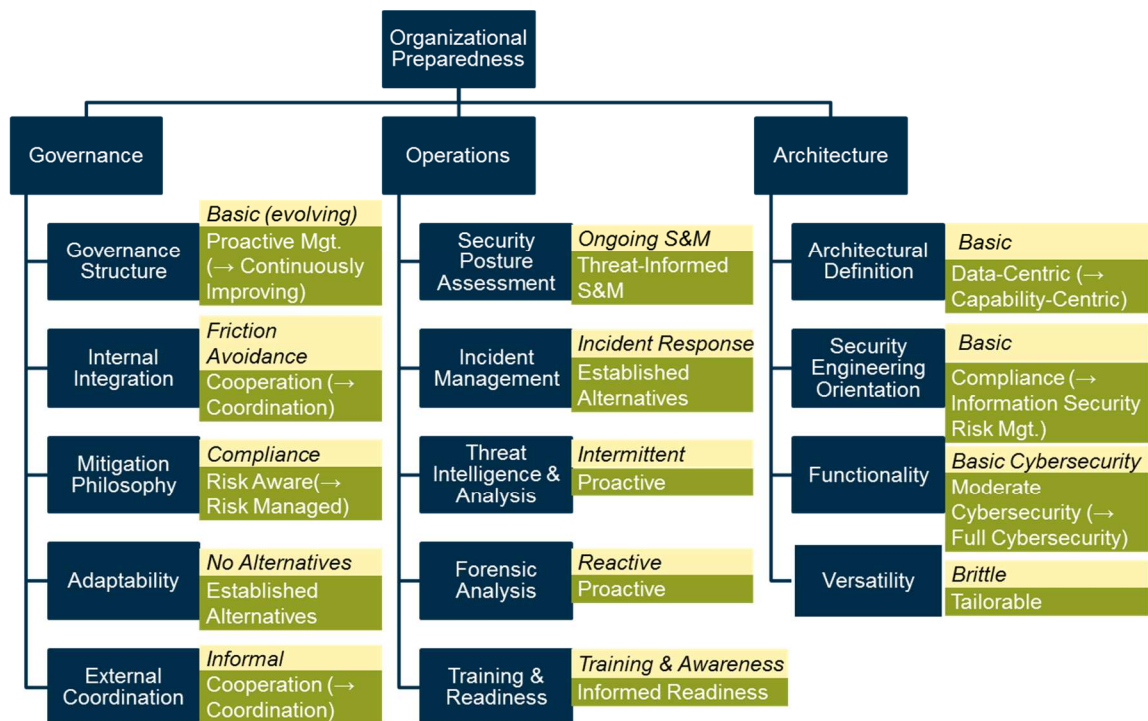 Organizational
Preparedness
Governance
Operations
Architecture
Governance
Structure
Basic (evolving)
Proactive Mgt.
(→ Continuously
Improving)
Internal
Integration
Friction
Avoidance
Cooperation (→
Coordination)
Mitigation
Philosophy
Compliance
Risk Aware(→
Risk Managed)
Adaptability
No Alternatives
Established
Alternatives
External
Coordination
Informal
Cooperation (→
Coordination)
Security
Posture
Assessment
Ongoing S&M
Threat-Informed
S&M
Incident
Management
Incident Response
Established
Alternatives
Threat
Intelligence &
Analysis
Intermittent
Proactive
Forensic
Analysis
Reactive
Proactive
Training &
Readiness
Training & Awareness
Informed Readiness
Architectural
Definition
Basic
Data-Centric (→
Capability-Centric)
Security
Engineering
Orientation
Basic
Compliance (→
Information Security
Risk Mgt.)
Functionality
Basic Cybersecurity
Moderate
Cybersecurity (→
Full Cybersecurity)
Versatility
Brittle
Tailorable